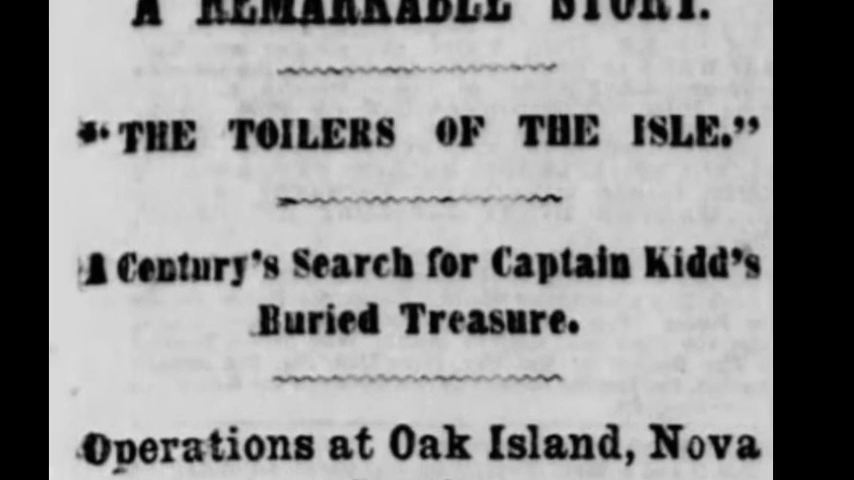 A REMARKABLE STORY.
"THE TOILERS OF THE ISLE."
A Century's Search for Captain Kidd's
Buried Treasure.
Operations at Oak Island, Nova